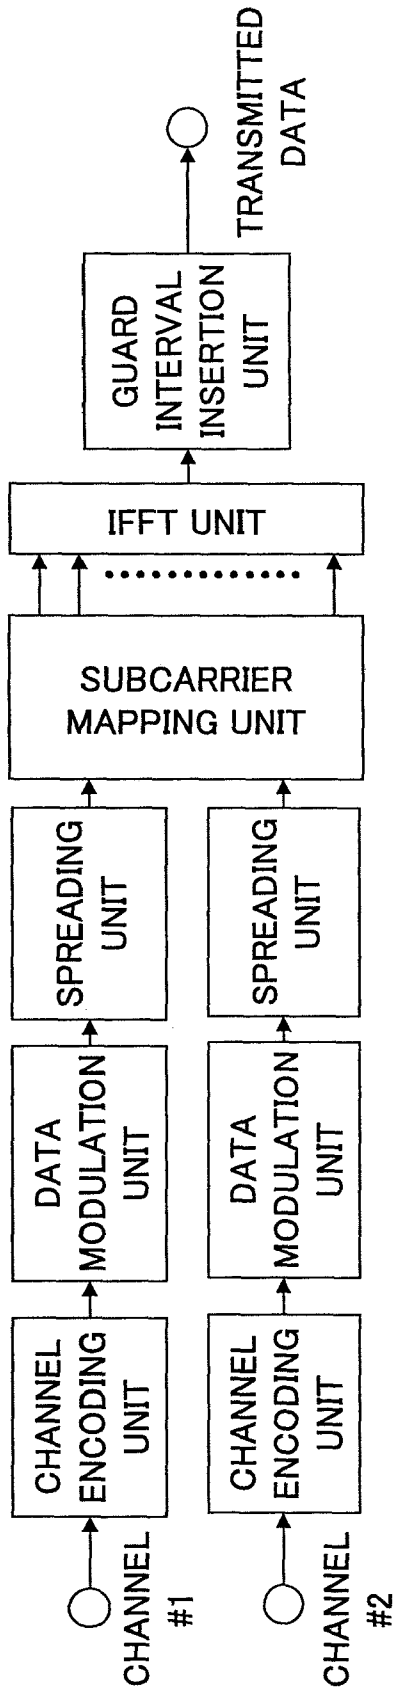 CHANNEL
#1
CHANNEL
ENCODING
UNIT
DATA
MODULATION
UNIT
SPREADING
UNIT
CHANNEL
#2
CHANNEL
ENCODING
UNIT
DATA
MODULATION
UNIT
SPREADING
UNIT
SUBCARRIER
MAPPING UNIT
IFFT UNIT
GUARD
INTERVAL
INSERTION
UNIT
TRANSMITTED
DATA